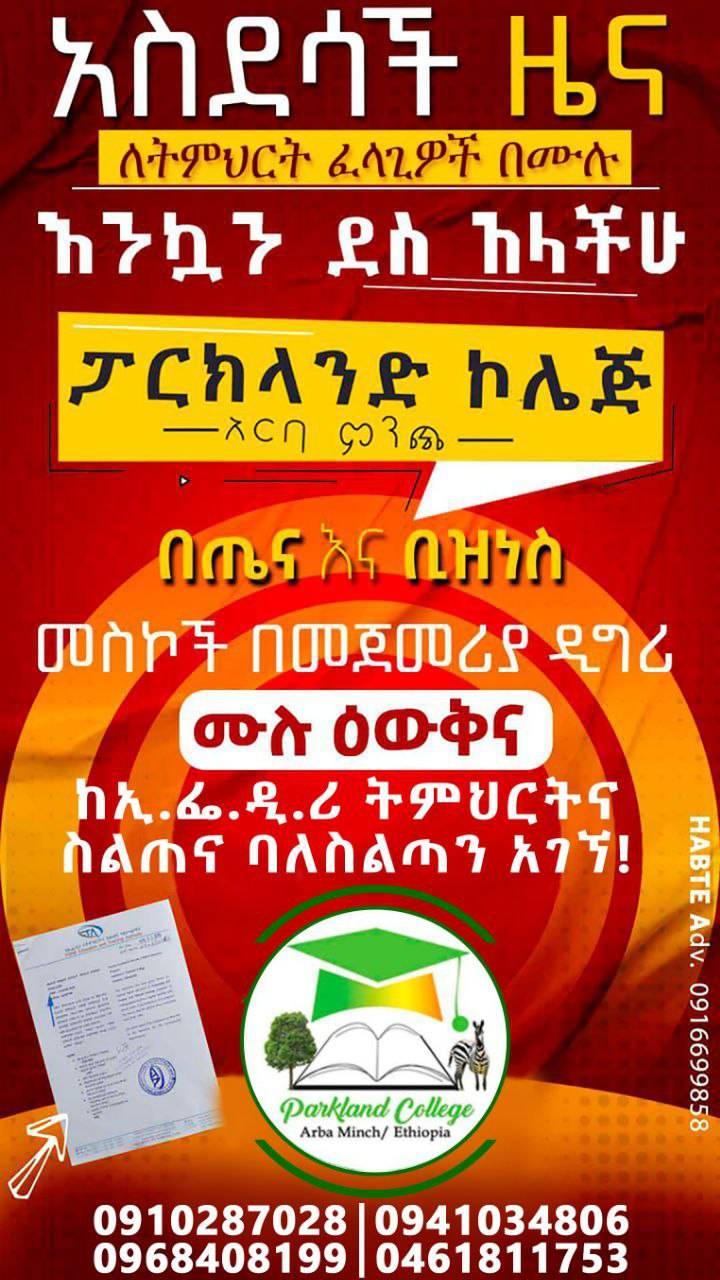 አስደሳች ዜና
ለትምህርት ፈላጊዎች በሙሉ
እንኳን ደስ አላችሁ
ፓርክላንድ ኮሌጅ
አርባ ምንጭ
በጤና እና ቢዝነስ
መስኮች በመጀመሪያ ዲግሪ
ሙሉ ዕውቅና
ከኢ.ፌ.ዲ.ሪ ትምህርትና
ስልጠና ባለስልጣን አገኘ!
HABTE Adv. 0916699858
Parkland College
Arba Minch/ Ethiopia
0910287028|0941034806
0968408199|0461811753